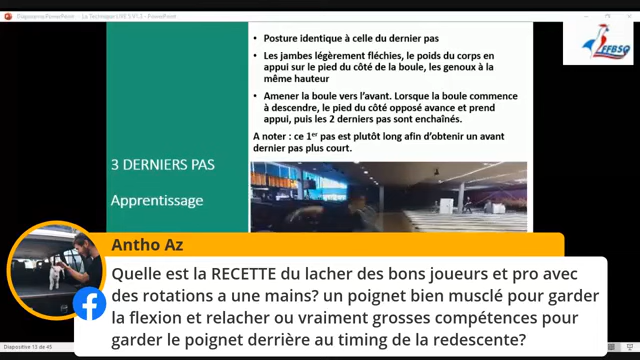 Diaporama PowerPoint - La Technique LIVE 5 V1.2 - PowerPoint
FFBSQ
• Posture identique à celle du dernier pas
• Les jambes légèrement fléchies, le poids du corps en
appui sur le pied du côté de la boule, les genoux à la
même hauteur
• Amener la boule vers l'avant. Lorsque la boule commence
à descendre, le pied du côté opposé avance et prend
appui, puis les 2 derniers pas sont enchaînés.
A noter : ce 1er pas est plutôt long afin d'obtenir un avant
dernier pas plus court.
3 DERNIERS PAS
Apprentissage
Antho Az
Quelle est la RECETTE du lacher des bons joueurs et pro avec
des rotations a une mains? un poignet bien musclé pour garder
la flexion et relacher ou vraiment grosses compétences pour
garder le poignet derrière au timing de la redescente?
Diapositive 13 de 45